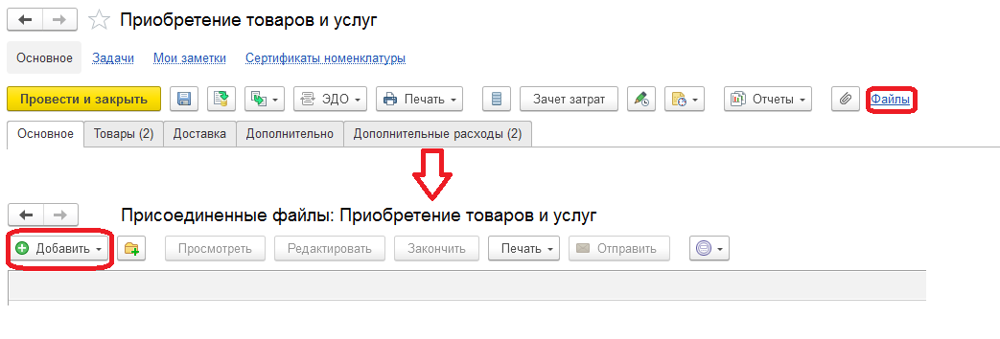 Приобретение товаров и услуг
Основное Задачи Мои заметки Сертификаты номенклатуры
Провести и закрыть ЭДО Печать Зачет затрат Отчеты Файлы
Основное Товары (2) Доставка Дополнительно Дополнительные расходы (2)
Присоединенные файлы: Приобретение товаров и услуг
Добавить Просмотреть Редактировать Закончить Печать Отправить